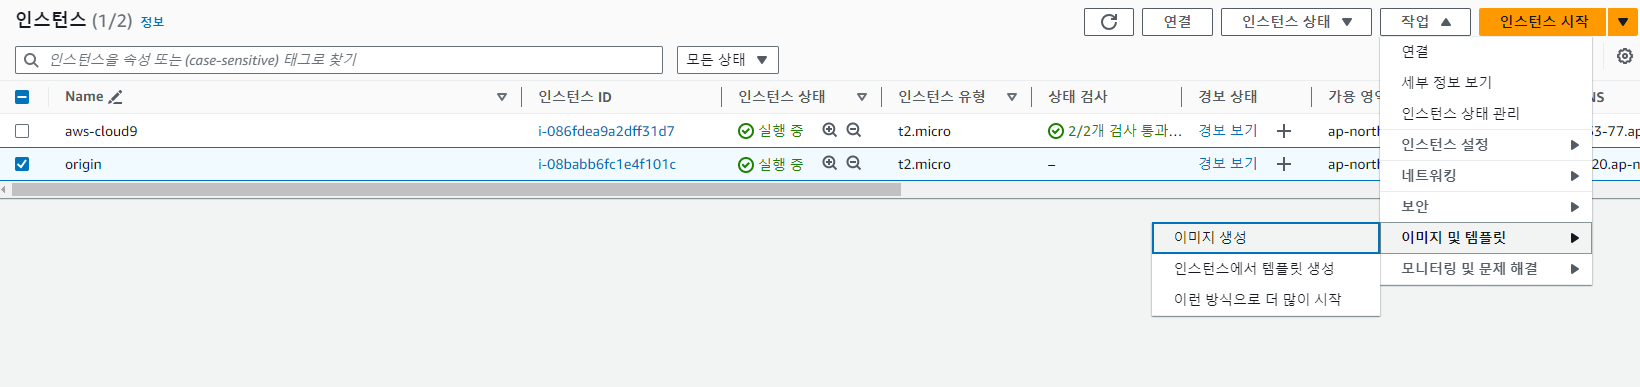 인스턴스 (1/2) 정보
연결 인스턴스 상태 작업 인스턴스 시작
인스턴스을 속성 또는 (case-sensitive) 태그로 찾기 모든 상태
Name 인스턴스 ID 인스턴스 상태 인스턴스 유형 상태 검사 경보 상태 가용 영역 NS
aws-cloud9 i-086fdea9a2dff31d7 실행 중 t2.micro 2/2개 검사 통과... 경보 보기 ap-nort 53-77.ap
origin i-08babb6fc1e4f101c 실행 중 t2.micro – 경보 보기 ap-nort 20.ap-n
연결
세부 정보 보기
인스턴스 상태 관리
인스턴스 설정
네트워킹
보안
이미지 및 템플릿
모니터링 및 문제 해결
이미지 생성
인스턴스에서 템플릿 생성
이런 방식으로 더 많이 시작